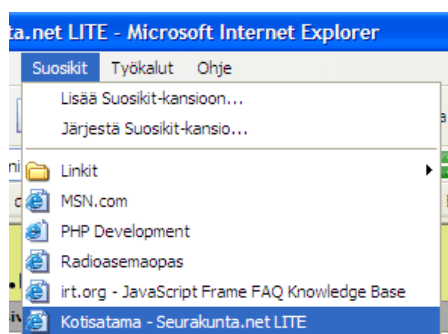 ta.net LITE - Microsoft Internet Explorer
Suosikit Työkalut Ohje
Lisää Suosikit-kansioon...
Järjestä Suosikit-kansio...
Linkit
MSN.com
PHP Development
Radioasemaopas
irt.org - JavaScript Frame FAQ Knowledge Base
Kotisatama - Seurakunta.net LITE